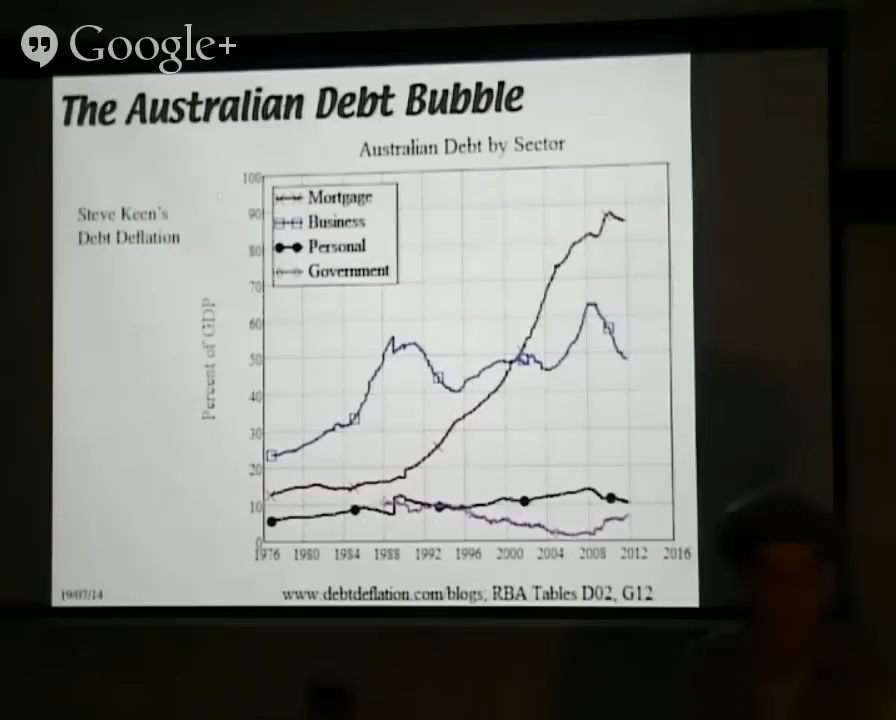 Google+
The Australian Debt Bubble
Australian Debt by Sector
Steve Keen's
Debt Deflation
Mortgage
Business
Personal
Government
Percent of GDP
100
90
80
70
60
50
40
30
20
10
0
1976 1980 1984 1988 1992 1996 2000 2004 2008 2012 2016
www.debtdeflation.com/blogs, RBA Tables D02, G12